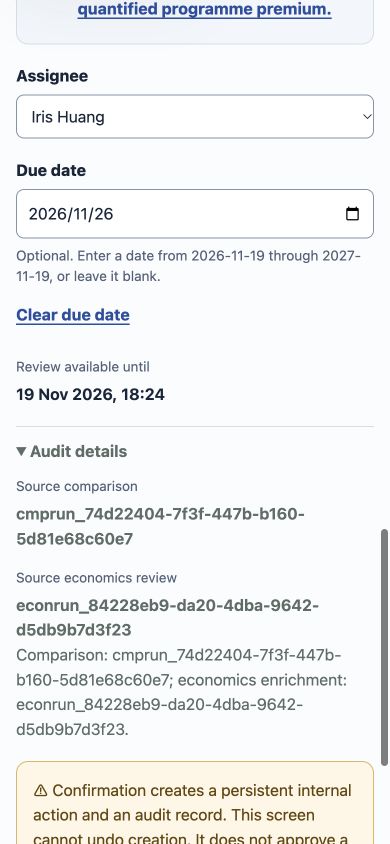 quantified programme premium.
Assignee
Iris Huang
Due date
2026/11/26
Optional. Enter a date from 2026-11-19 through 2027-
11-19, or leave it blank.
Clear due date
Review available until
19 Nov 2026, 18:24
▼ Audit details
Source comparison
cmprun_74d22404-7f3f-447b-b160-
5d81e68c60e7
Source economics review
econrun_84228eb9-da20-4dba-9642-
d5db9b7d3f23
Comparison: cmprun_74d22404-7f3f-447b-
b160-5d81e68c60e7; economics enrichment:
econrun_84228eb9-da20-4dba-9642-
d5db9b7d3f23.
⚠ Confirmation creates a persistent internal
action and an audit record. This screen
cannot undo creation. It does not approve a